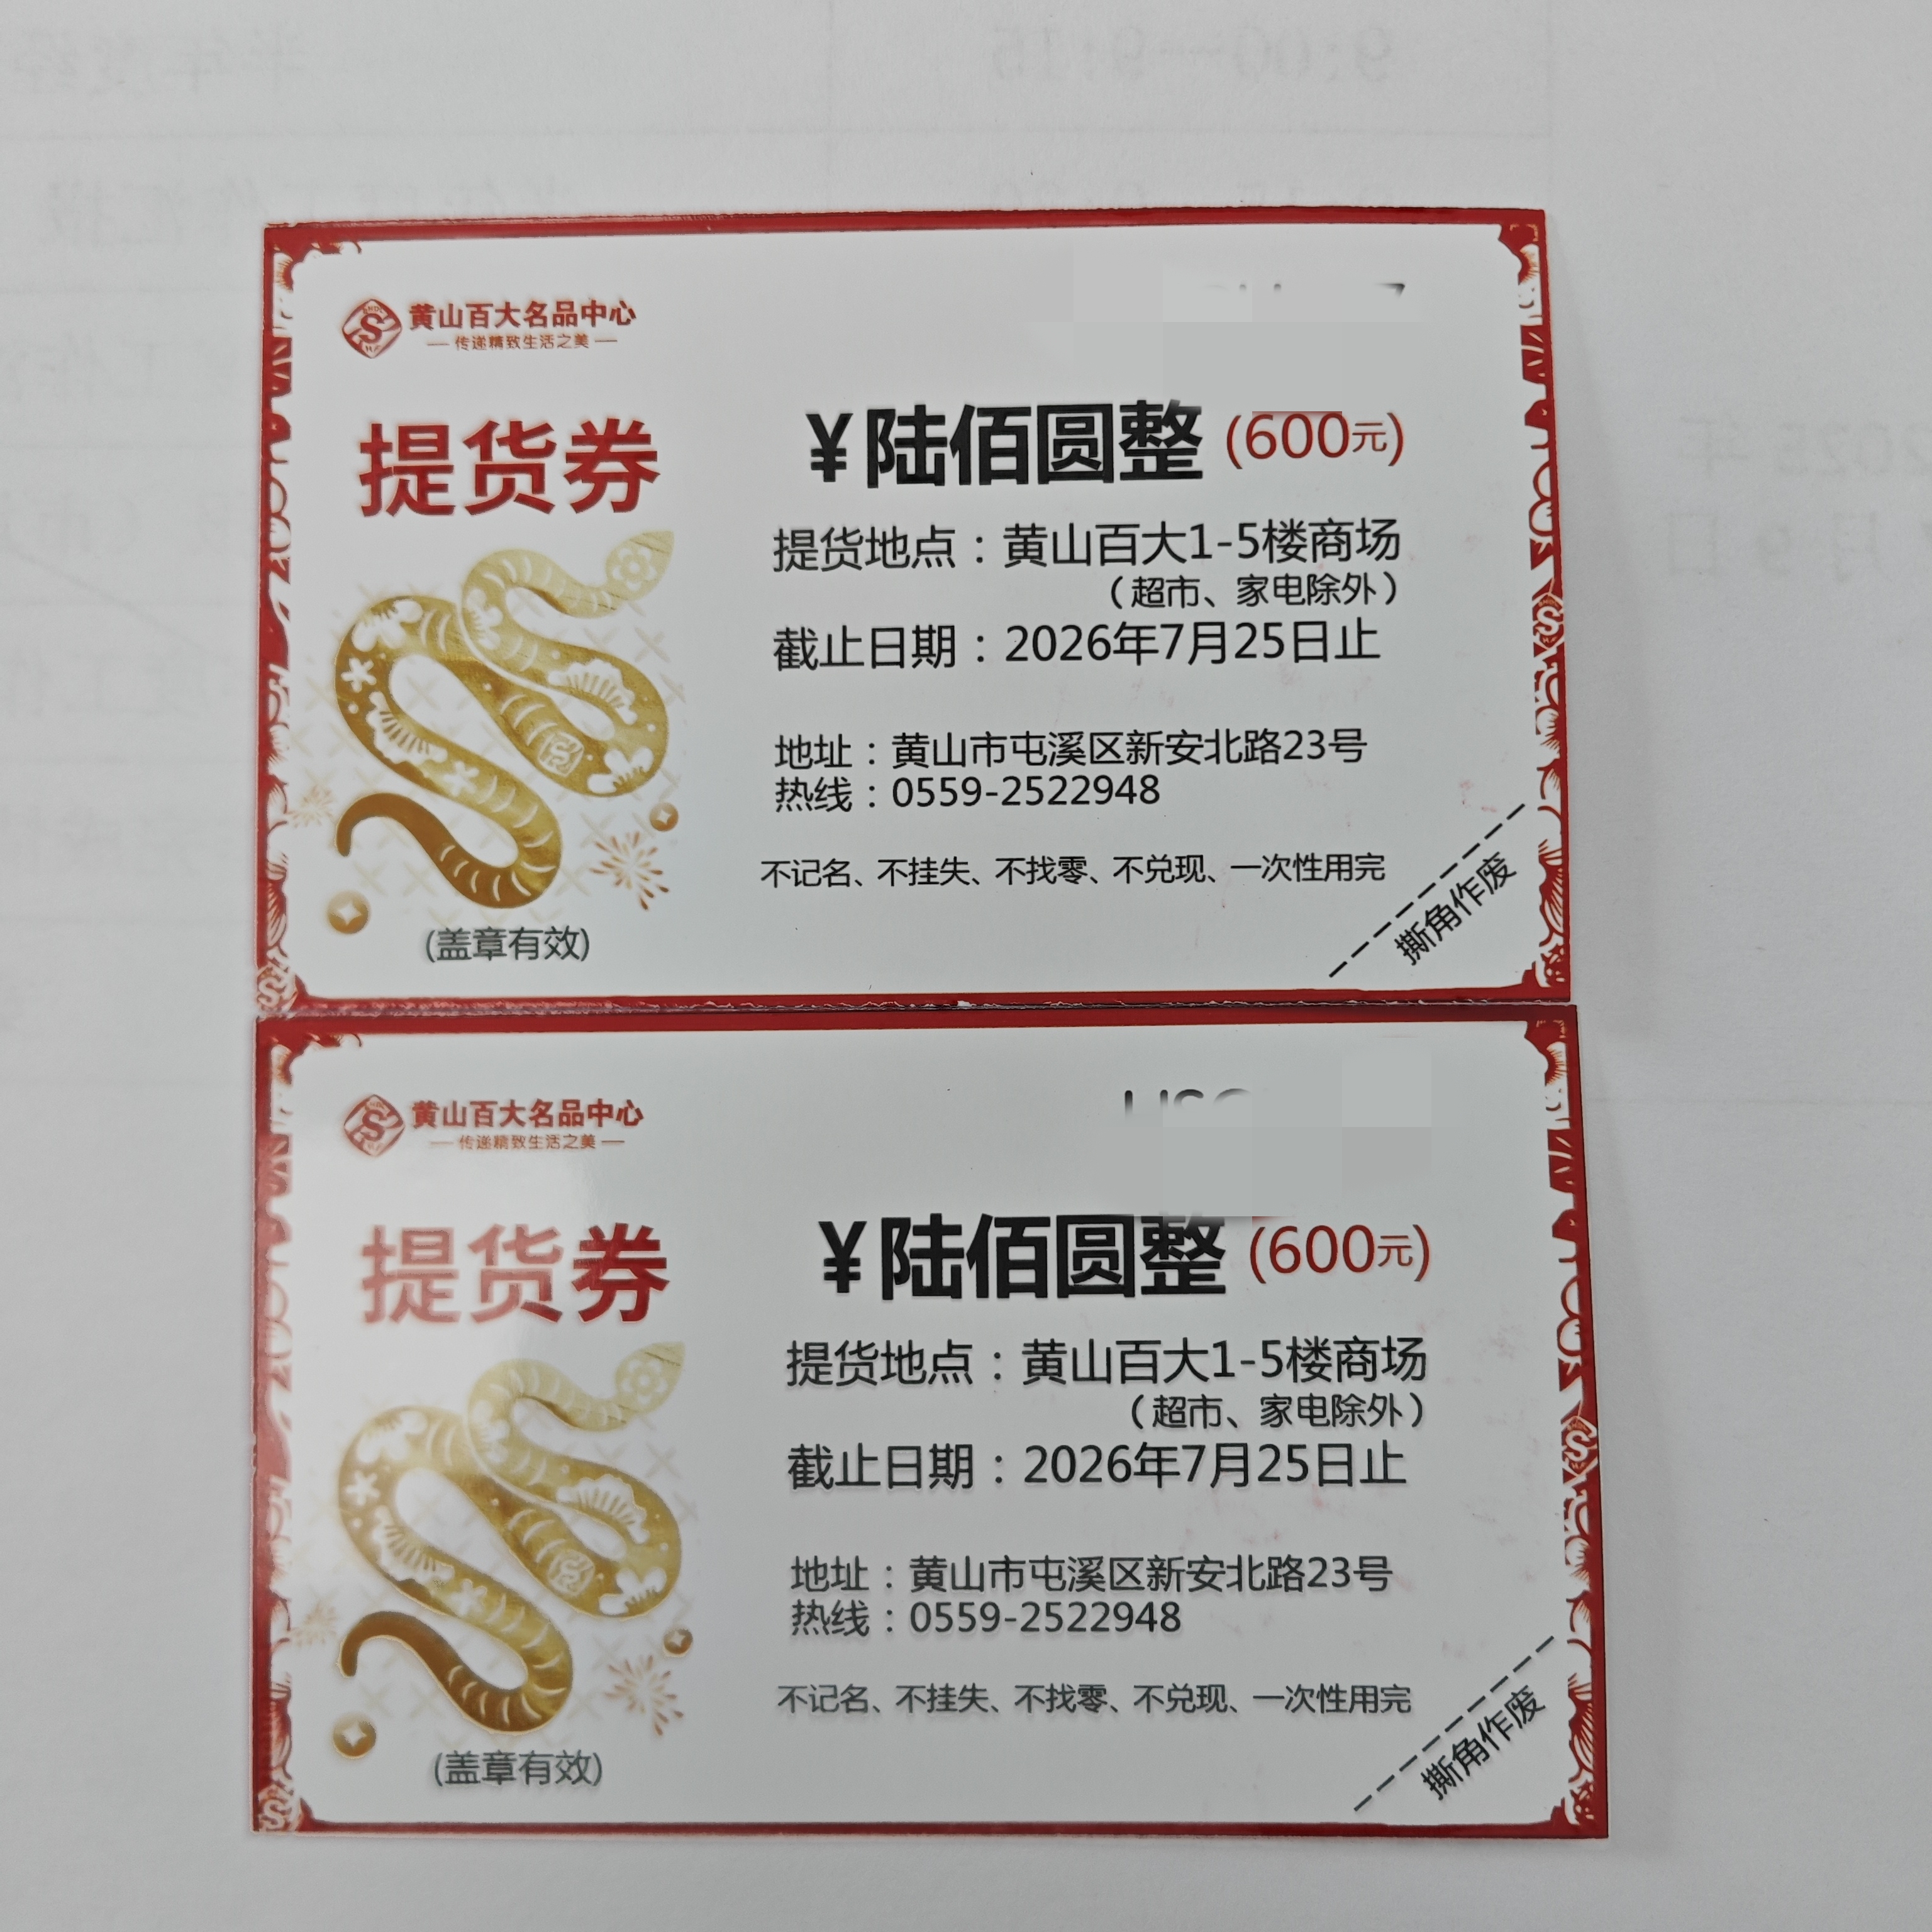 黄山百大名品中心
传递精致生活之美
提货券
¥陆佰圆整(600元)
提货地点：黄山百大1-5楼商场
（超市、家电除外）
截止日期：2026年7月25日止
地址：黄山市屯溪区新安北路23号
热线：0559-2522948
不记名、不挂失、不找零、不兑现、一次性用完
(盖章有效)
撕角作废
黄山百大名品中心
传递精致生活之美
提货券
¥陆佰圆整(600元)
提货地点：黄山百大1-5楼商场
（超市、家电除外）
截止日期：2026年7月25日止
地址：黄山市屯溪区新安北路23号
热线：0559-2522948
不记名、不挂失、不找零、不兑现、一次性用完
(盖章有效)
撕角作废